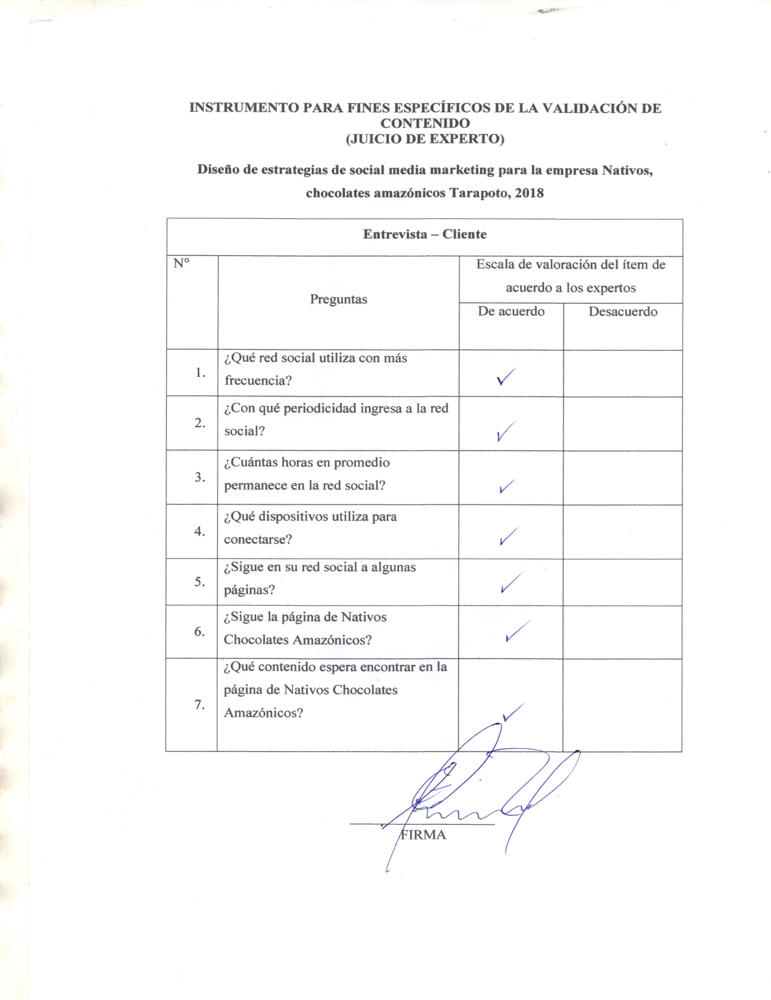 INSTRUMENTO PARA FINES ESPECÍFICOS DE LA VALIDACIÓN DE
CONTENIDO
(JUICIO DE EXPERTO)
Diseño de estrategias de social media marketing para la empresa Nativos,
chocolates amazónicos Tarapoto, 2018
Entrevista – Cliente
N°
Preguntas
Escala de valoración del ítem de
acuerdo a los expertos
De acuerdo
Desacuerdo
1.
¿Qué red social utiliza con más
frecuencia?
✓
2.
¿Con qué periodicidad ingresa a la red
social?
✓
3.
¿Cuántas horas en promedio
permanece en la red social?
✓
4.
¿Qué dispositivos utiliza para
conectarse?
✓
5.
¿Sigue en su red social a algunas
páginas?
✓
6.
¿Sigue la página de Nativos
Chocolates Amazónicos?
✓
7.
¿Qué contenido espera encontrar en la
página de Nativos Chocolates
Amazónicos?
✓
FIRMA